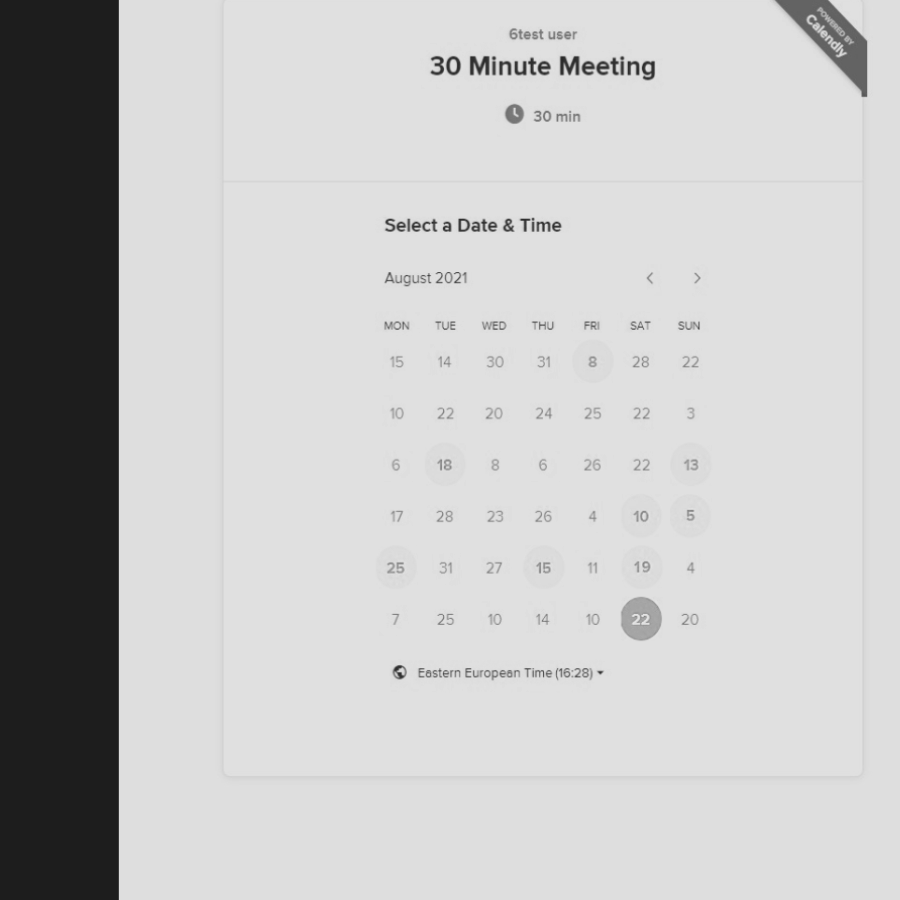 POWERED BY
Calendly
6test user
30 Minute Meeting
30 min
Select a Date & Time
August 2021
MON TUE WED THU FRI SAT SUN
15 14 30 31 8 28 22
10 22 20 24 25 22 3
6 18 8 6 26 22 13
17 28 23 26 4 10 5
25 31 27 15 11 19 4
7 25 10 14 10 22 20
Eastern European Time (16:28)